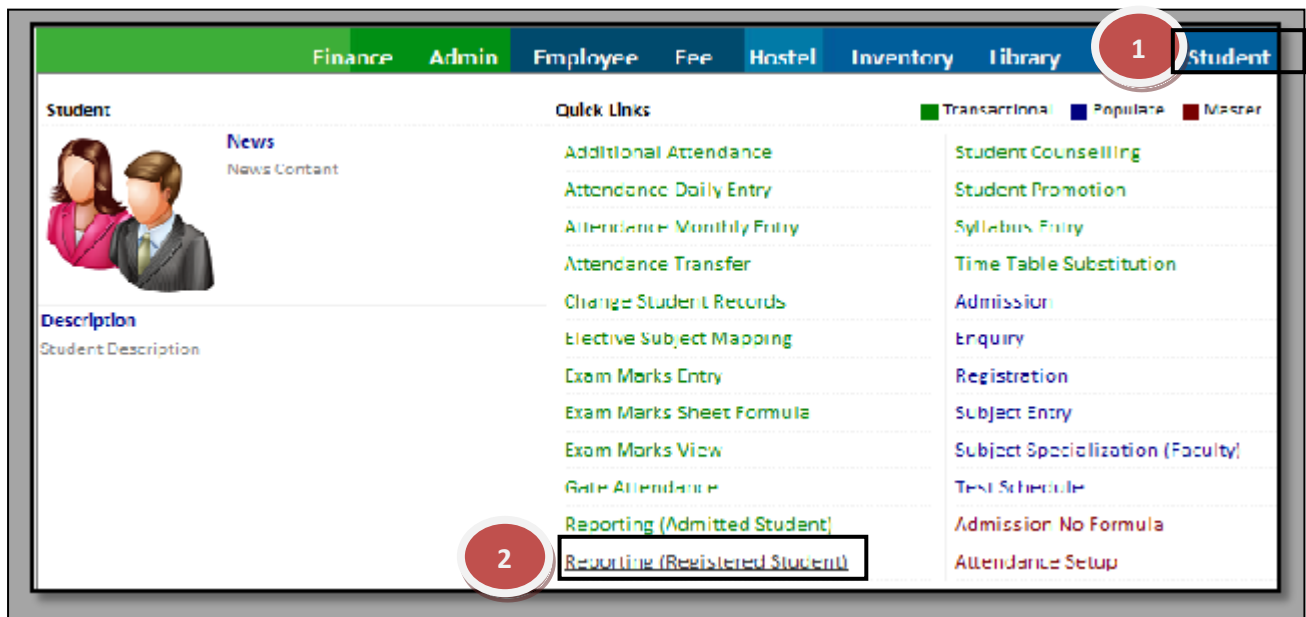 Finance Admin Employee Fee Hostel Inventory Library 1 Student
Student
News
News Content
Description
Student Description
Quick Links
Transactional Populate Master
Additional Attendance
Attendance Daily Entry
Attendance Monthly Entry
Attendance Transfer
Change Student Records
Elective Subject Mapping
Exam Marks Entry
Exam Marks Sheet Formula
Exam Marks View
Gate Attendance
Reporting (Admitted Student)
2 Reporting (Registered Student)
Student Counselling
Student Promotion
Syllabus Entry
Time Table Substitution
Admission
Enquiry
Registration
Subject Entry
Subject Specialization (Faculty)
Test Schedule
Admission No Formula
Attendance Setup